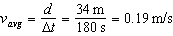 v_avg = d/Δt = 34 m/180 s = 0.19 m/s